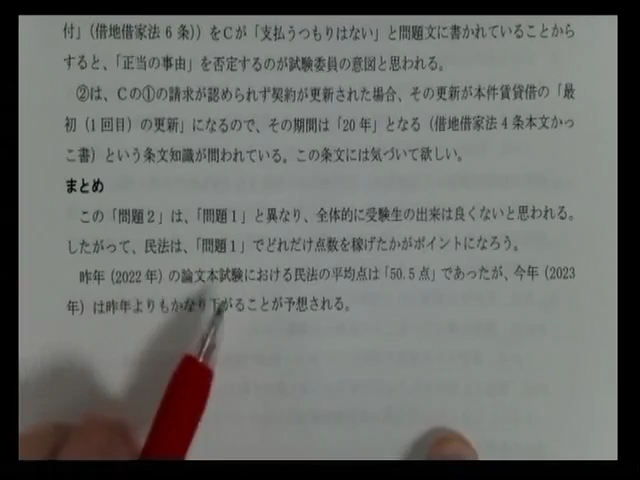 付」(借地借家法6条))をCが「支払うつもりはない」と問題文に書かれていることから
すると、「正当の事由」を否定するのが試験委員の意図と思われる。
②は、Cの①の請求が認められず契約が更新された場合、その更新が本件賃貸借の「最
初(1回目)の更新」になるので、その期間は「20年」となる(借地借家法4条本文かっ
こ書)という条文知識が問われている。この条文には気づいて欲しい。
まとめ
この「問題2」は、「問題1」と異なり、全体的に受験生の出来は良くないと思われる。
したがって、民法は、「問題1」でどれだけ点数を稼げたかがポイントになろう。
昨年(2022年)の論文本試験における民法の平均点は「50.5点」であったが、今年(2023
年)は昨年よりもかなり下がることが予想される。